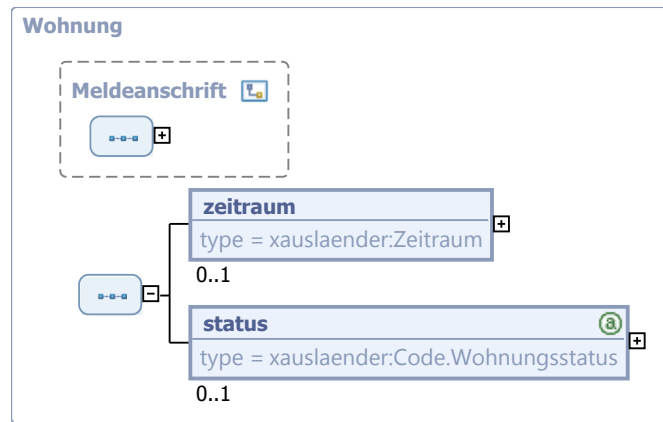 Wohnung
Meldeanschrift
zeitraum
type = xauslaender:Zeitraum
0..1
status
type = xauslaender:Code.Wohnungsstatus
0..1